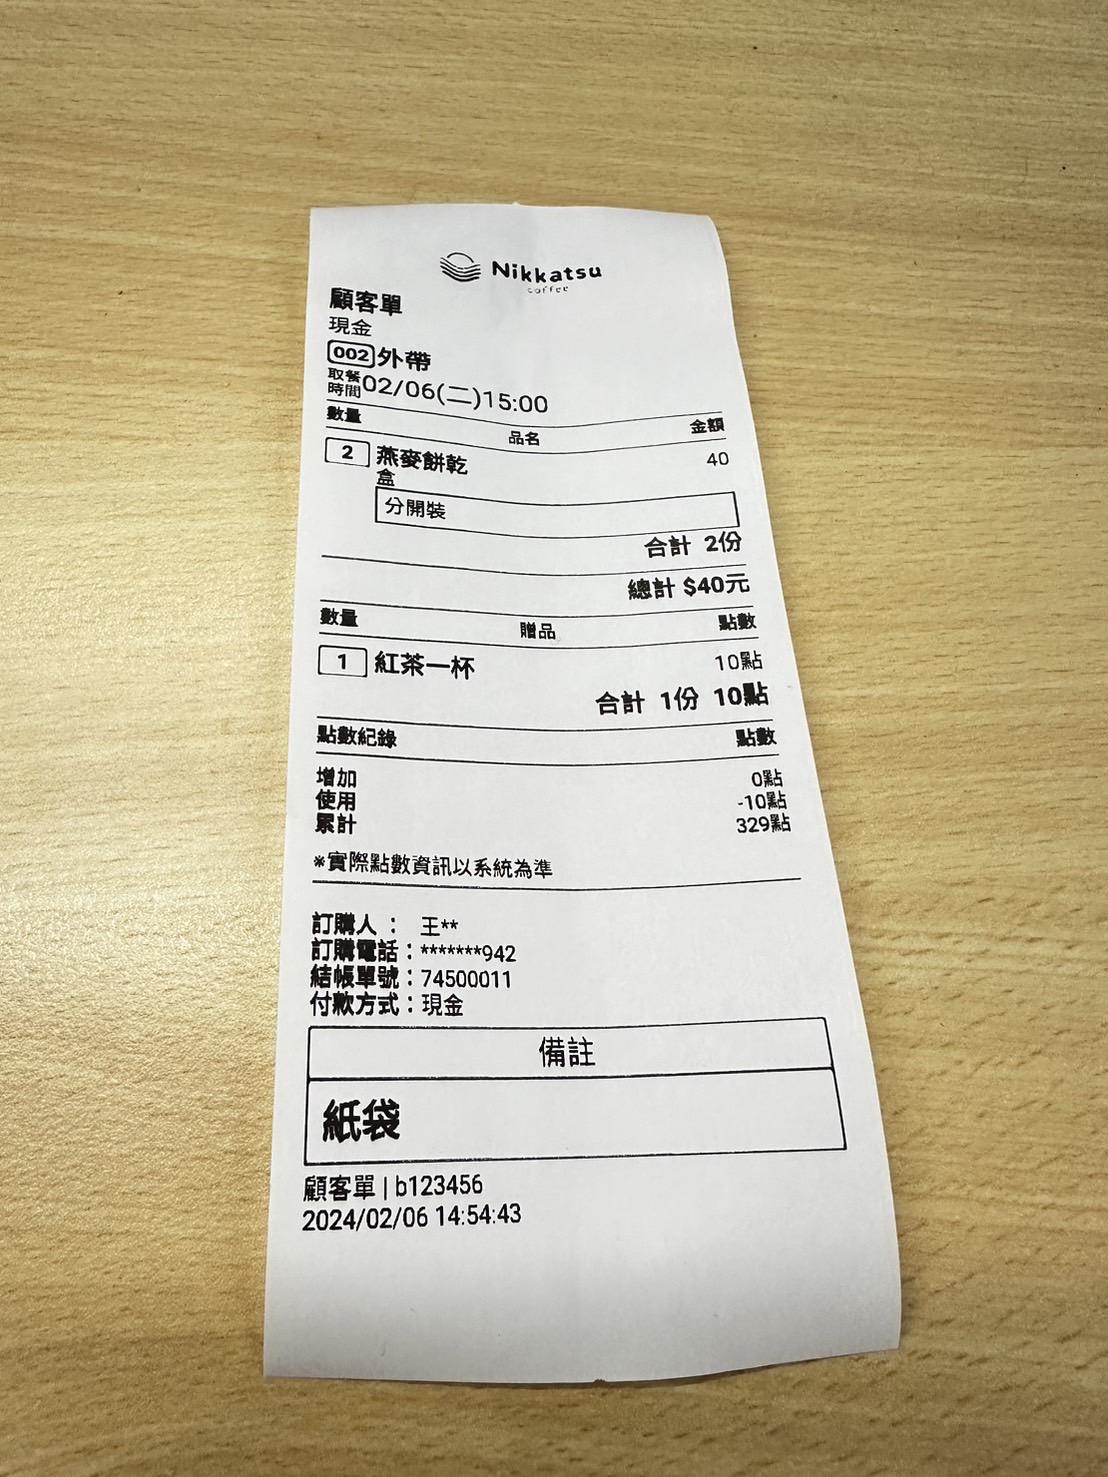 Nikkatsu
coffee
顧客單
現金
002 外帶
取餐時間 02/06(二)15:00
數量 品名 金額
2 燕麥餅乾 40
盒
分開裝
合計 2份
總計 $40元
數量 贈品 點數
1 紅茶一杯 10點
合計 1份 10點
點數紀錄 點數
增加 0點
使用 -10點
累計 329點
*實際點數資訊以系統為準
訂購人： 王**
訂購電話：*******942
結帳單號：74500011
付款方式：現金
備註
紙袋
顧客單 | b123456
2024/02/06 14:54:43